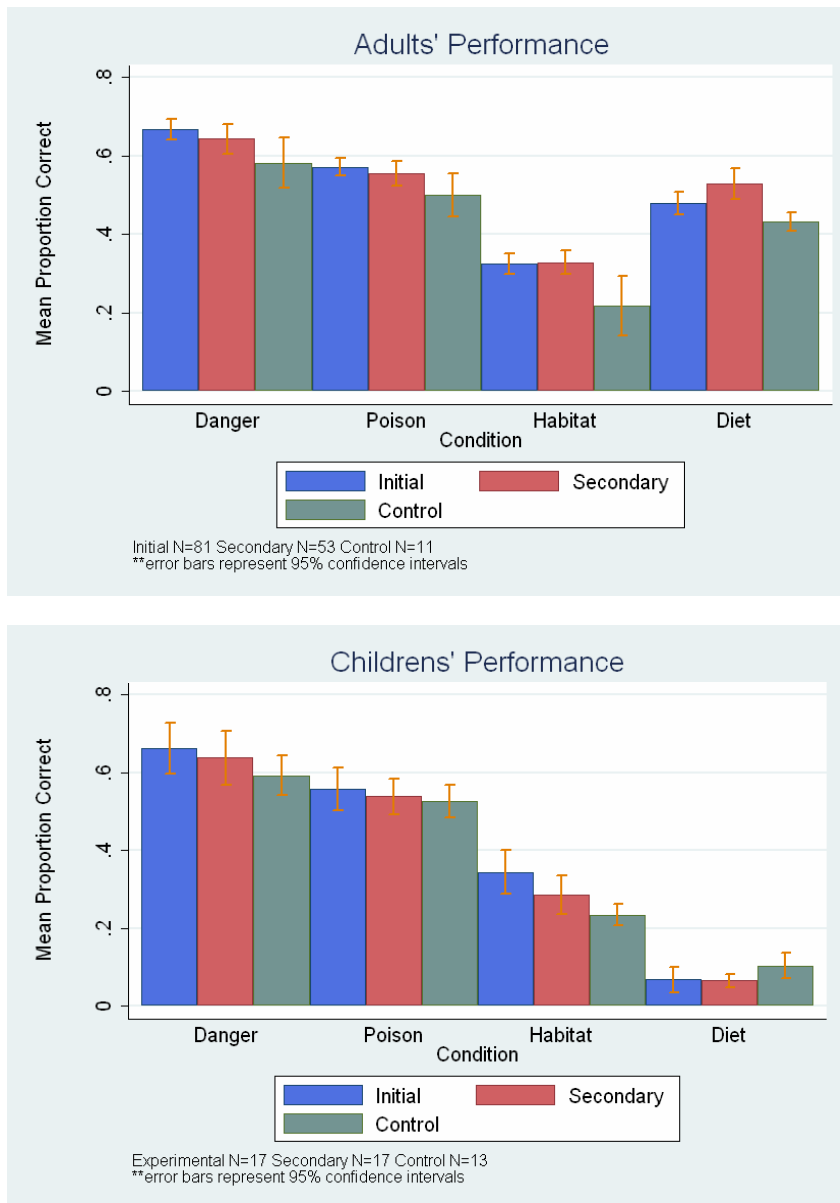 Adults' Performance
Mean Proportion Correct
.8
.6
.4
.2
0
Danger Poison Habitat Diet
Condition
Initial Secondary
Control
Initial N=81 Secondary N=53 Control N=11
**error bars represent 95% confidence intervals
Childrens' Performance
Mean Proportion Correct
.8
.6
.4
.2
0
Danger Poison Habitat Diet
Condition
Initial Secondary
Control
Experimental N=17 Secondary N=17 Control N=13
**error bars represent 95% confidence intervals